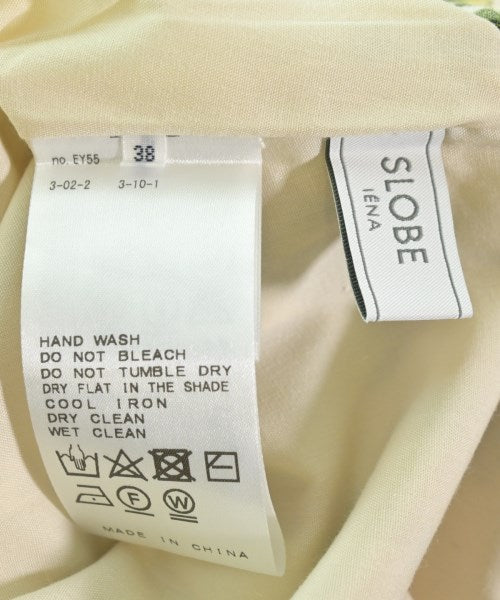 no. EY55 38
3-02-2 3-10-1
HAND WASH
DO NOT BLEACH
DO NOT TUMBLE DRY
DRY FLAT IN THE SHADE
COOL IRON
DRY CLEAN
WET CLEAN
F W
MADE IN CHINA
SLOBE
IÉNA